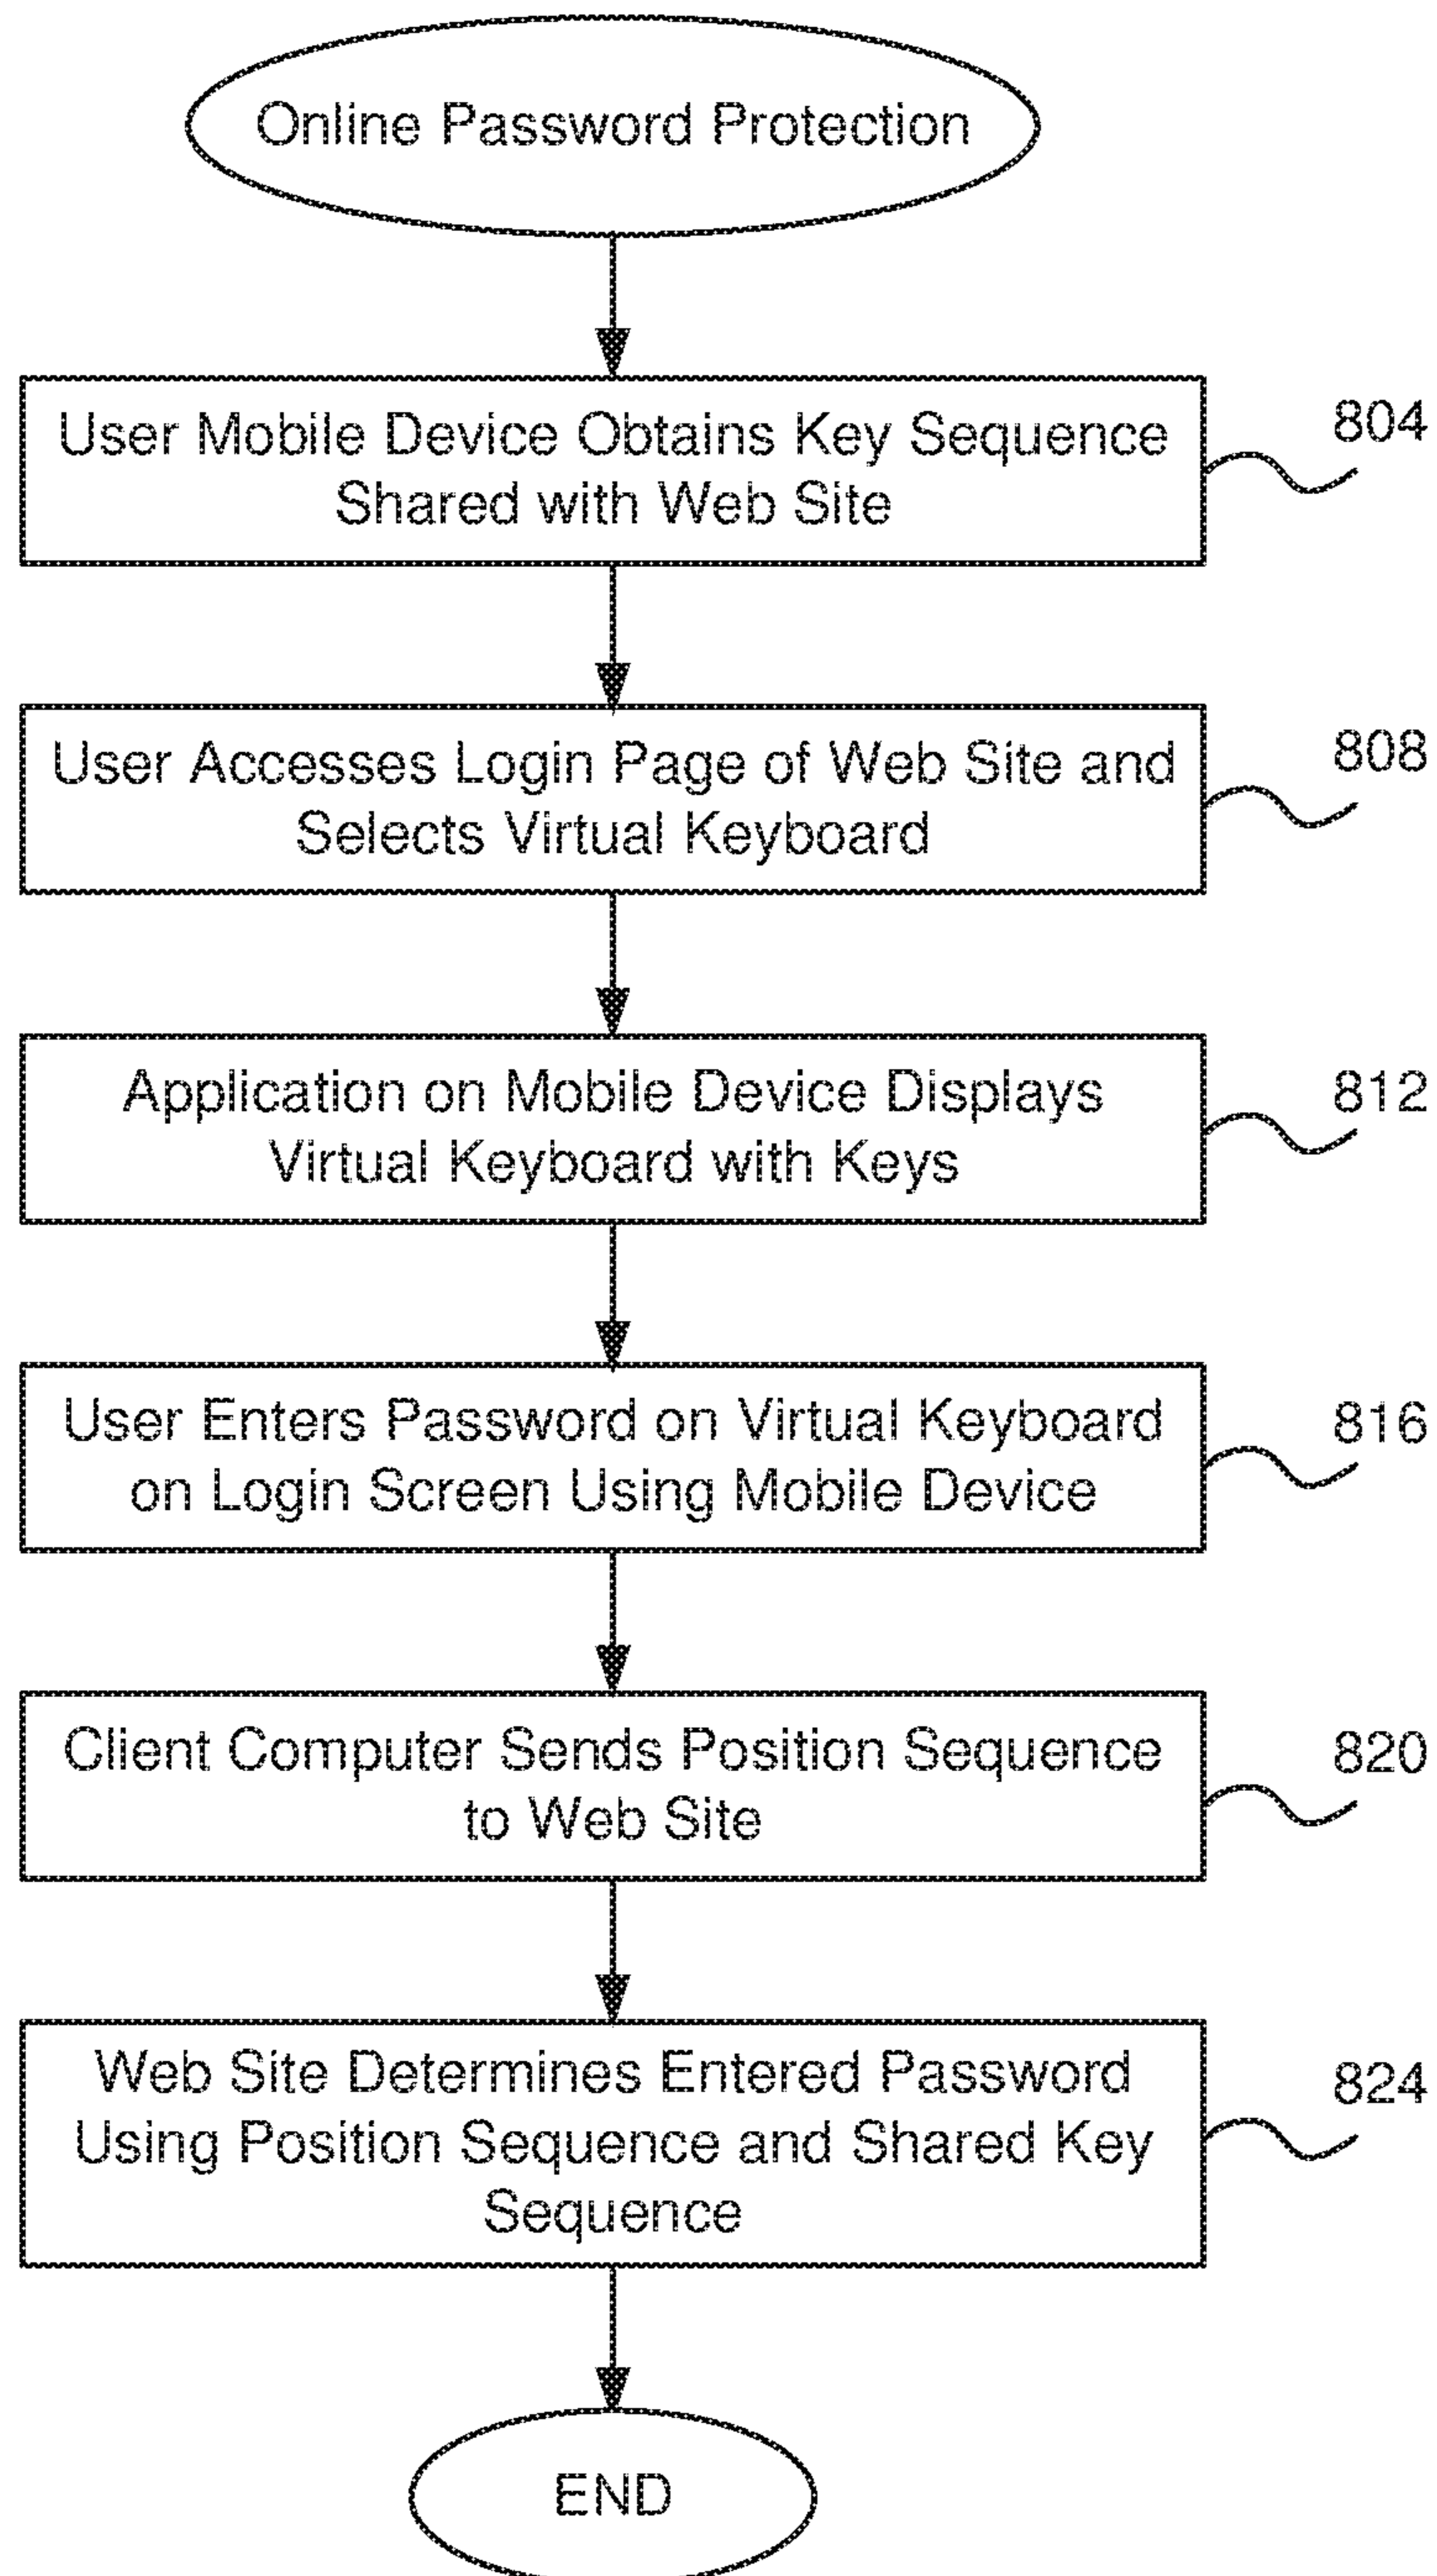 Online Password Protection
User Mobile Device Obtains Key Sequence
Shared with Web Site
804
User Accesses Login Page of Web Site and
Selects Virtual Keyboard
808
Application on Mobile Device Displays
Virtual Keyboard with Keys
812
User Enters Password on Virtual Keyboard
on Login Screen Using Mobile Device
816
Client Computer Sends Position Sequence
to Web Site
820
Web Site Determines Entered Password
Using Position Sequence and Shared Key
Sequence
824
END